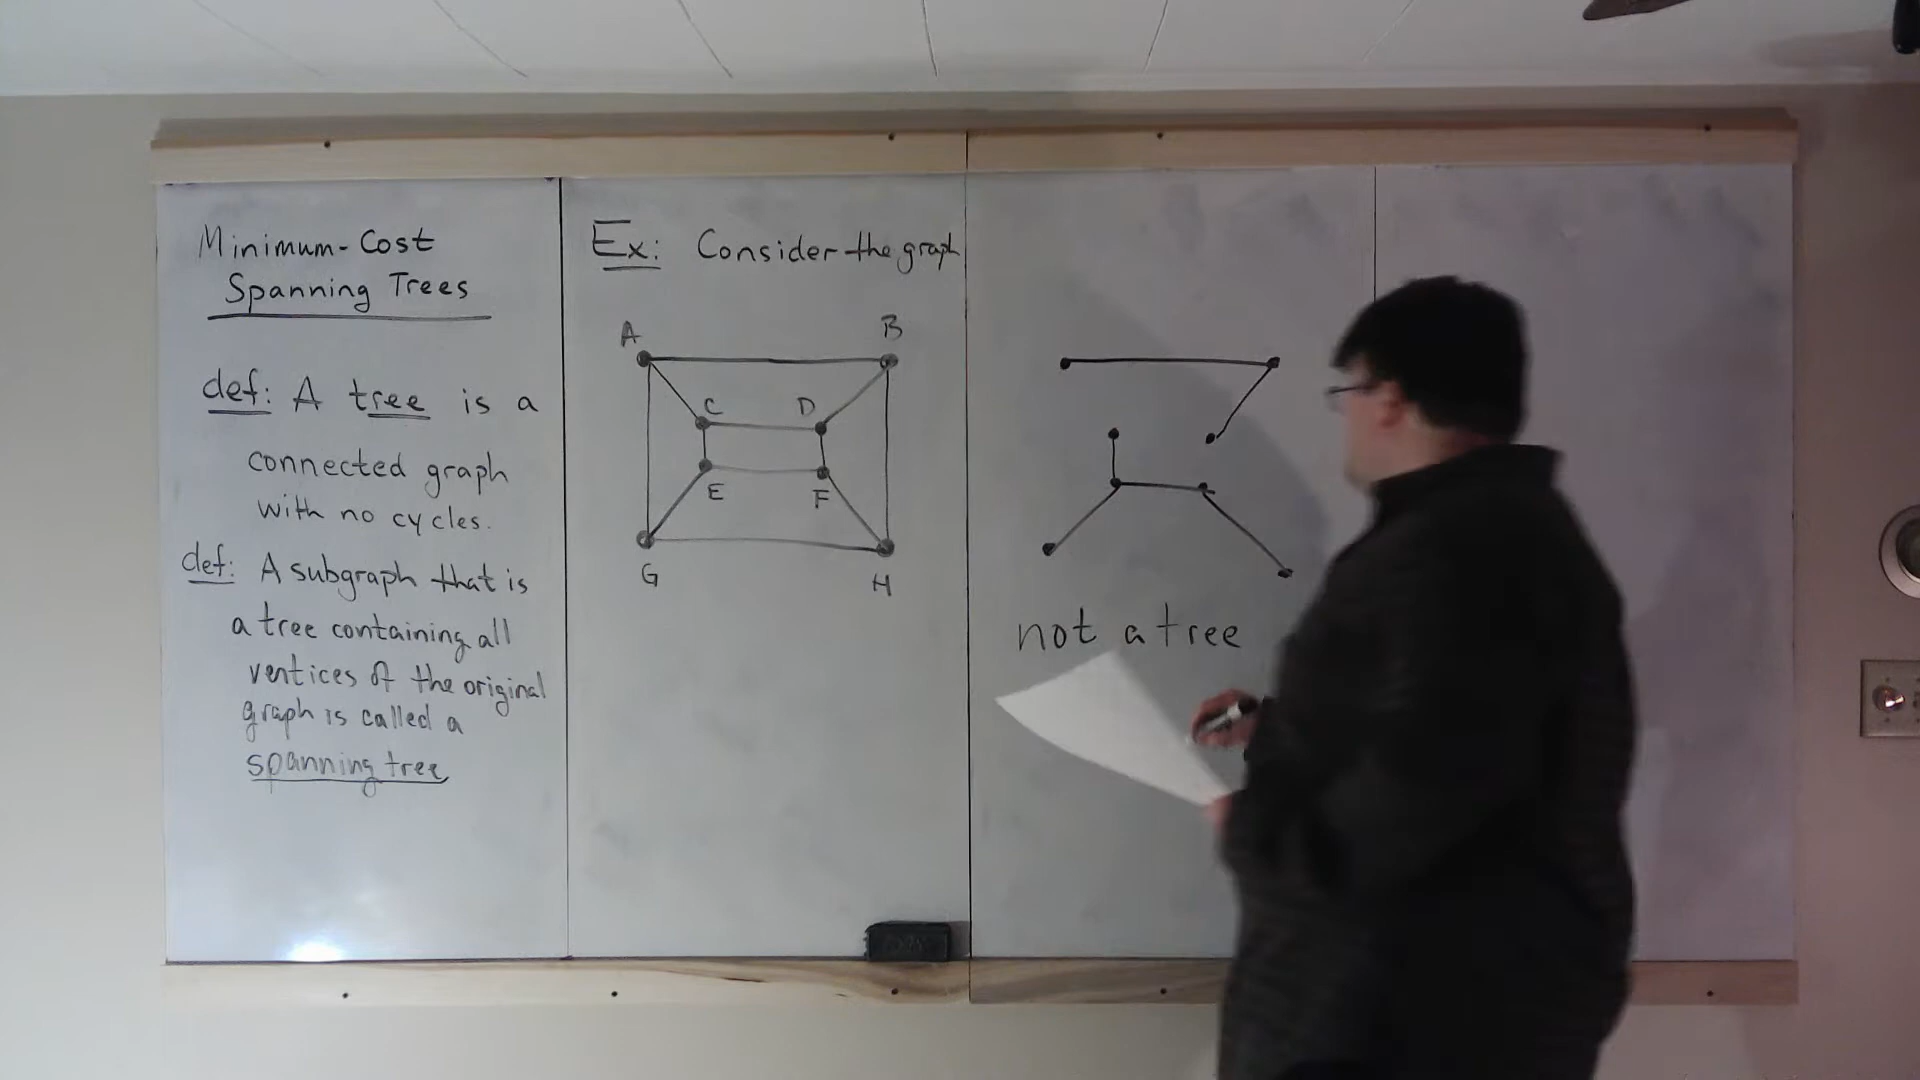 Minimum-Cost
Spanning Trees
def: A tree is a
connected graph
with no cycles.
def: A subgraph that is
a tree containing all
vertices of the original
graph is called a
spanning tree
Ex: Consider the graph
A
B
C
D
E
F
G
H
not a tree